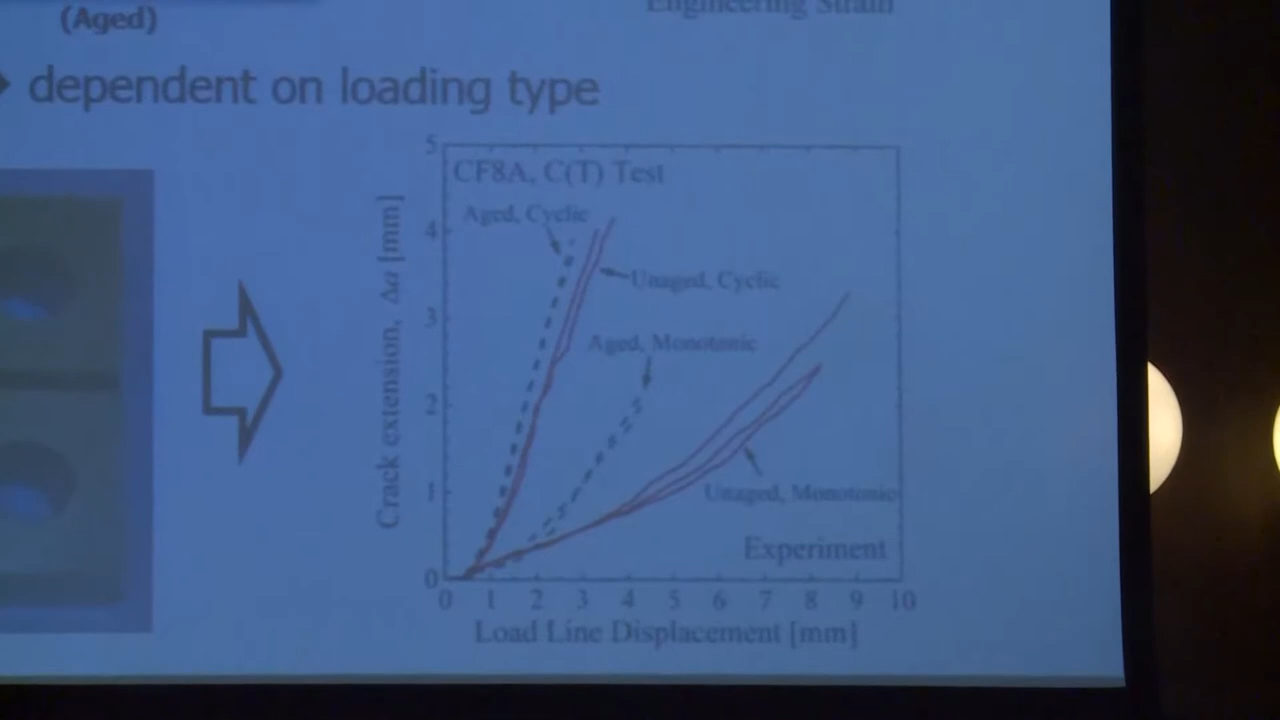 (Aged)
Engineering Strain
dependent on loading type
CF8A, C(T) Test
Aged, Cyclic
Unaged, Cyclic
Aged, Monotonic
Unaged, Monotonic
Experiment
Crack extension, Δa [mm]
5
4
3
2
1
0
0 1 2 3 4 5 6 7 8 9 10
Load Line Displacement [mm]